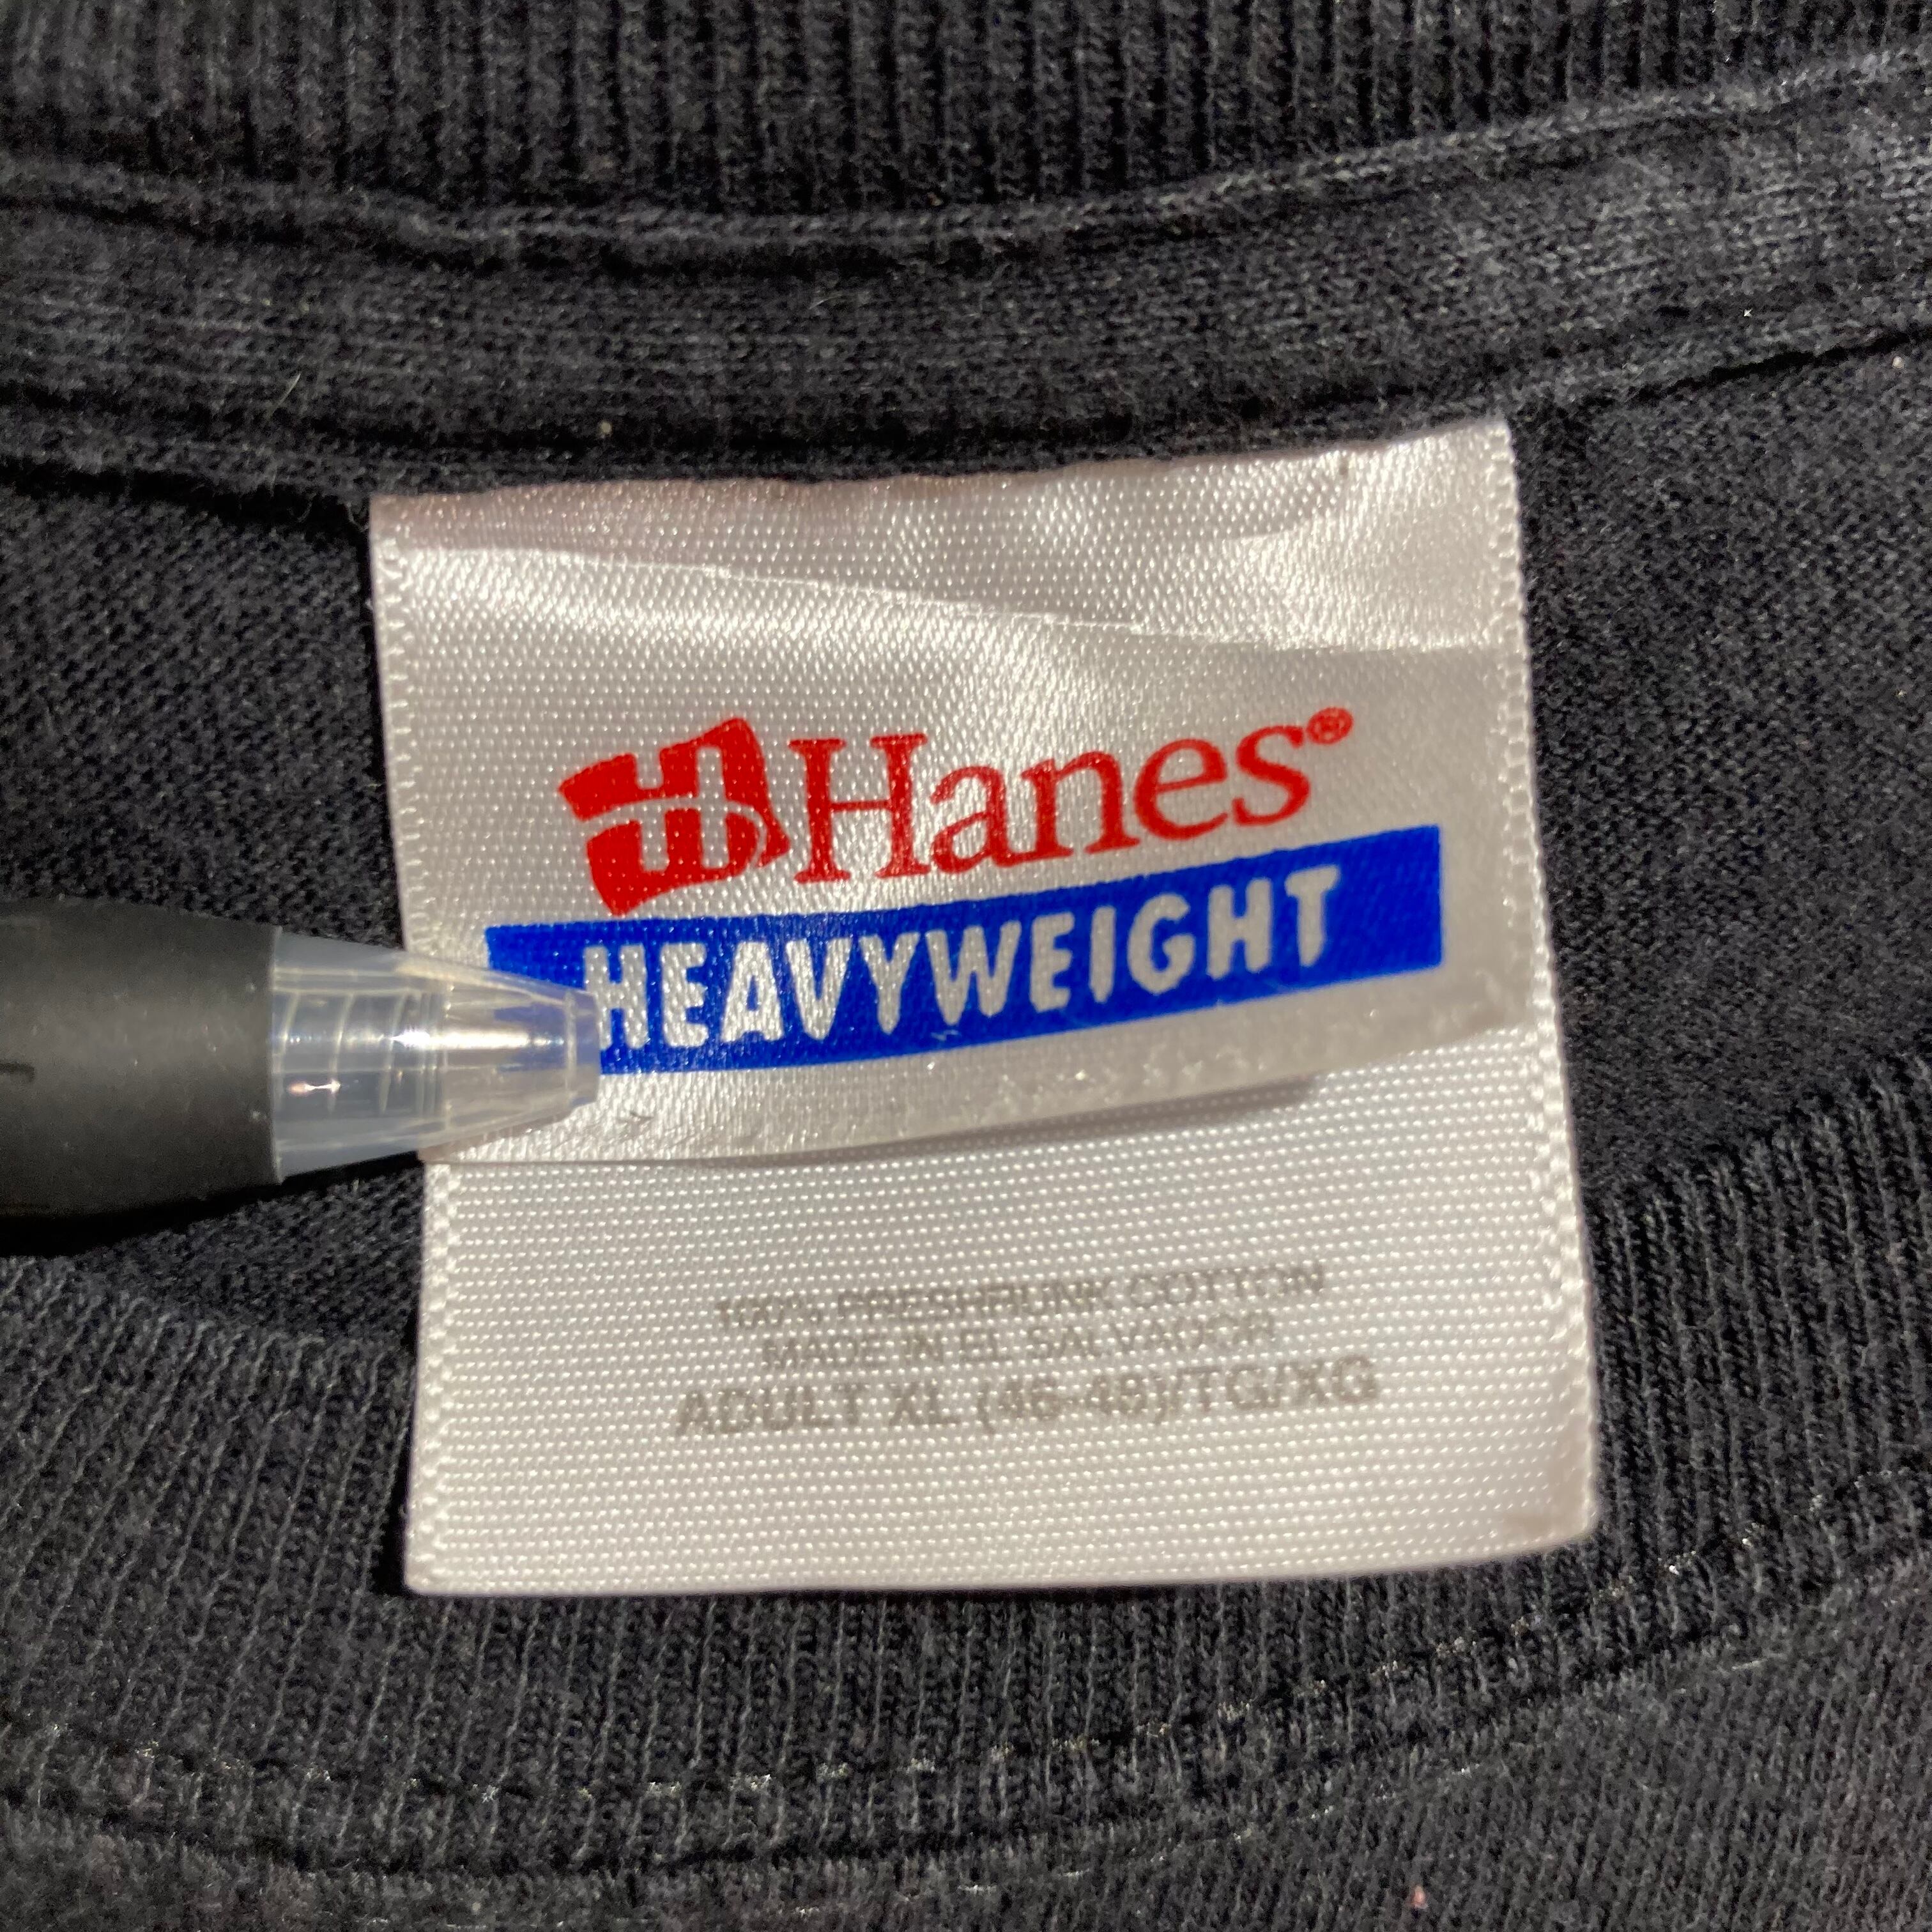 Hanes®
HEAVYWEIGHT
100% PRESHRUNK COTTON
MADE IN EL SALVADOR
ADULT XL (46-48)/TG/XG